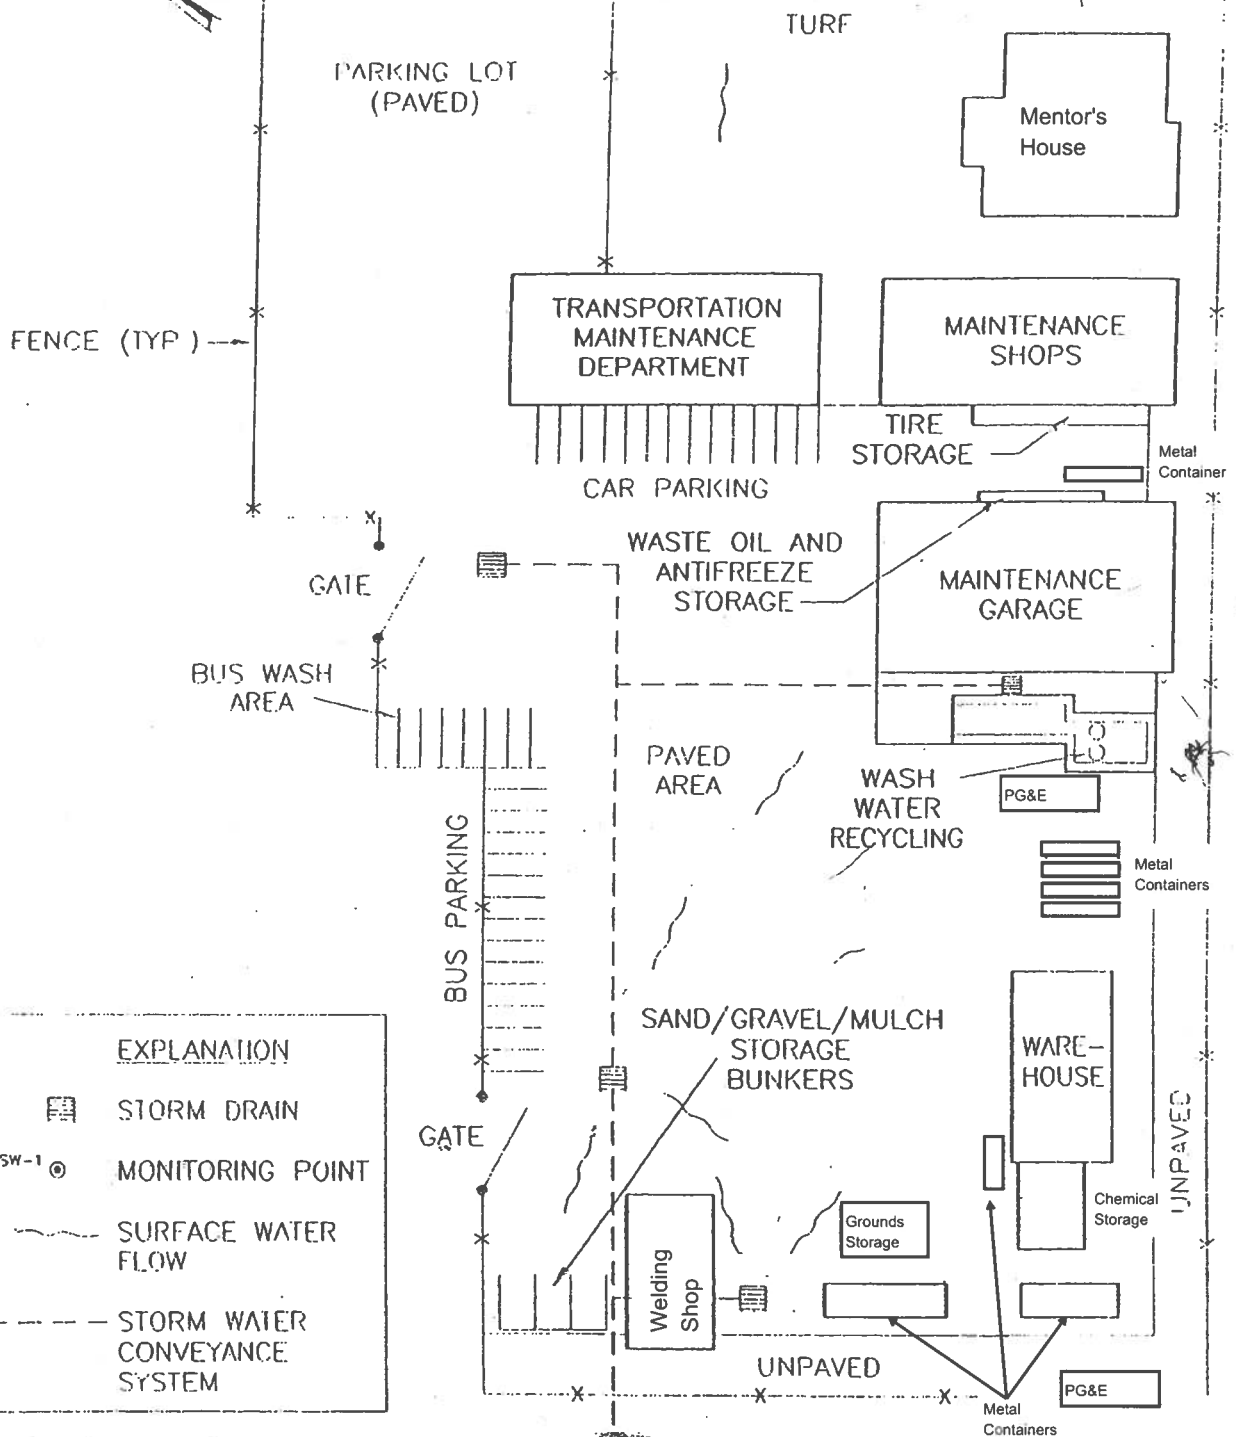 TURF
PARKING LOT
(PAVED)
Mentor's
House
FENCE (TYP)
TRANSPORTATION
MAINTENANCE
DEPARTMENT
MAINTENANCE
SHOPS
TIRE
STORAGE
Metal
Container
CAR PARKING
WASTE OIL AND
ANTIFREEZE
STORAGE
MAINTENANCE
GARAGE
GATE
BUS WASH
AREA
PAVED
AREA
WASH
WATER
RECYCLING
PG&E
Metal
Containers
BUS PARKING
SAND/GRAVEL/MULCH
STORAGE
BUNKERS
WARE-
HOUSE
UNPAVED
GATE
Chemical
Storage
Grounds
Storage
Welding
Shop
UNPAVED
PG&E
Metal
Containers
EXPLANATION
STORM DRAIN
SW-1
MONITORING POINT
SURFACE WATER
FLOW
STORM WATER
CONVEYANCE
SYSTEM